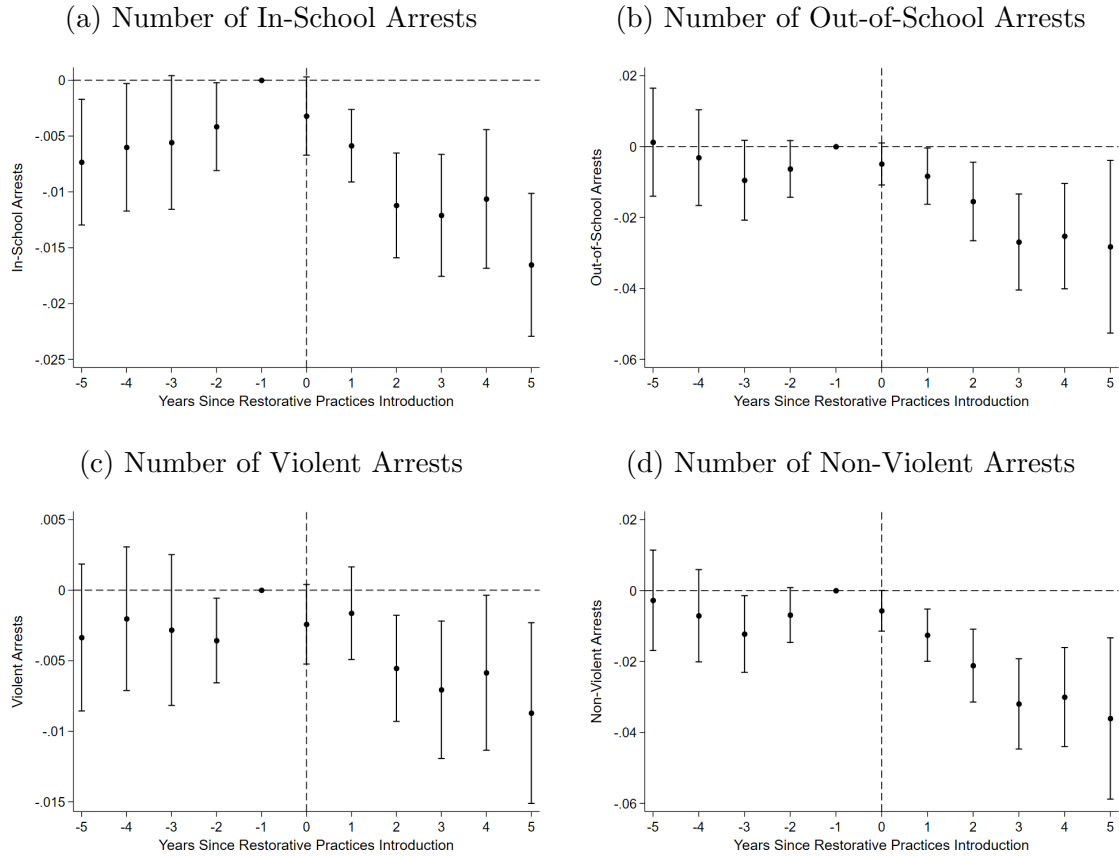 (a) Number of In-School Arrests
0
-.005
-.01
-.015
-.02
-.025
In-School Arrests
-5 -4 -3 -2 -1 0 1 2 3 4 5
Years Since Restorative Practices Introduction
(b) Number of Out-of-School Arrests
.02
0
-.02
-.04
-.06
Out-of-School Arrests
-5 -4 -3 -2 -1 0 1 2 3 4 5
Years Since Restorative Practices Introduction
(c) Number of Violent Arrests
.005
0
-.005
-.01
-.015
Violent Arrests
-5 -4 -3 -2 -1 0 1 2 3 4 5
Years Since Restorative Practices Introduction
(d) Number of Non-Violent Arrests
.02
0
-.02
-.04
-.06
Non-Violent Arrests
-5 -4 -3 -2 -1 0 1 2 3 4 5
Years Since Restorative Practices Introduction